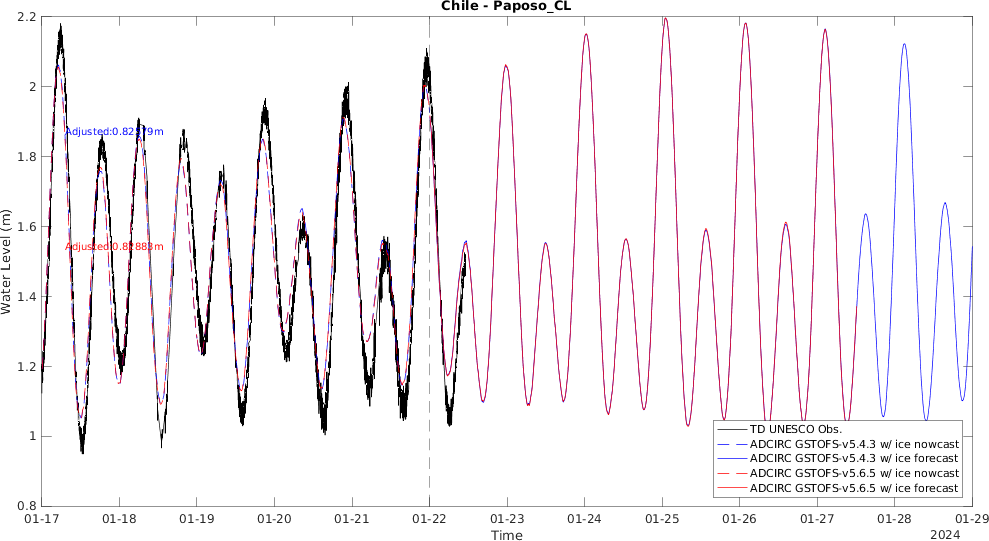 Chile - Paposo_CL
2.2
2
1.8
1.6
1.4
1.2
1
0.8
Water Level (m)
Adjusted:0.82879m
Adjusted:0.82883m
TD UNESCO Obs.
ADCIRC GSTOFS-v5.4.3 w/ ice nowcast
ADCIRC GSTOFS-v5.4.3 w/ ice forecast
ADCIRC GSTOFS-v5.6.5 w/ ice nowcast
ADCIRC GSTOFS-v5.6.5 w/ ice forecast
01-17 01-18 01-19 01-20 01-21 01-22 01-23 01-24 01-25 01-26 01-27 01-28 01-29
Time
2024